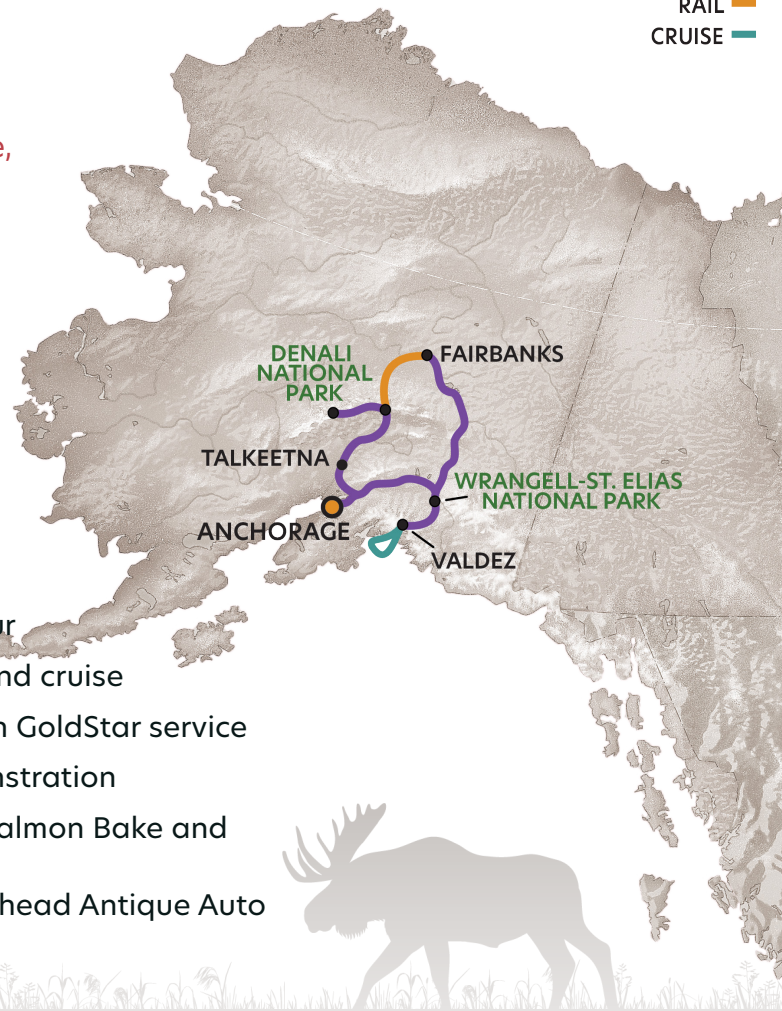 RAIL
CRUISE
e,
DENALI
NATIONAL
PARK
FAIRBANKS
TALKEETNA
WRANGELL-ST. ELIAS
NATIONAL PARK
ANCHORAGE
VALDEZ
ur
nd cruise
n GoldStar service
nstration
almon Bake and
head Antique Auto